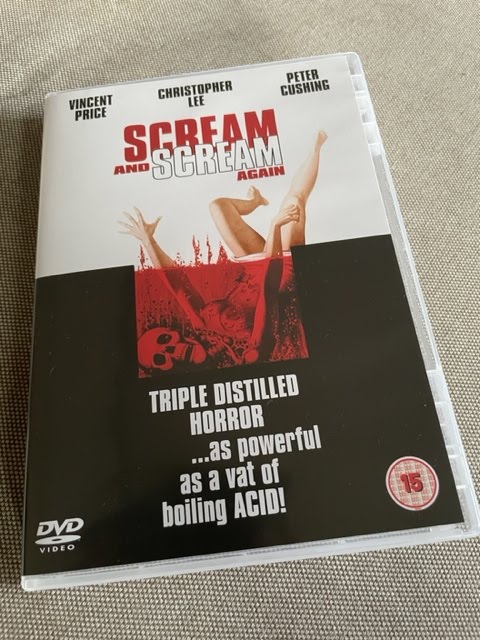 VINCENT
PRICE
CHRISTOPHER
LEE
PETER
CUSHING
SCREAM
AND SCREAM
AGAIN
TRIPLE DISTILLED
HORROR
...as powerful
as a vat of
boiling ACID!
15
DVD
VIDEO